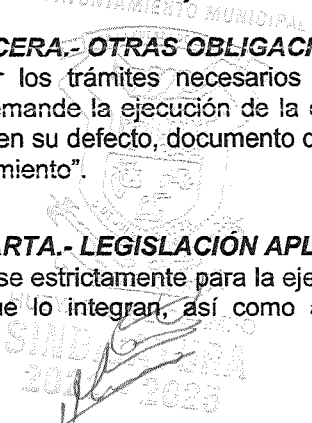 AYUNTAMIENTO MUNICIPAL
CERA.- OTRAS OBLIGACI
r los trámites necesarios
emande la ejecución de la
en su defecto, documento
miento".
ARTA.- LEGISLACIÓN APL
se estrictamente para la eje
ue lo integran, así como